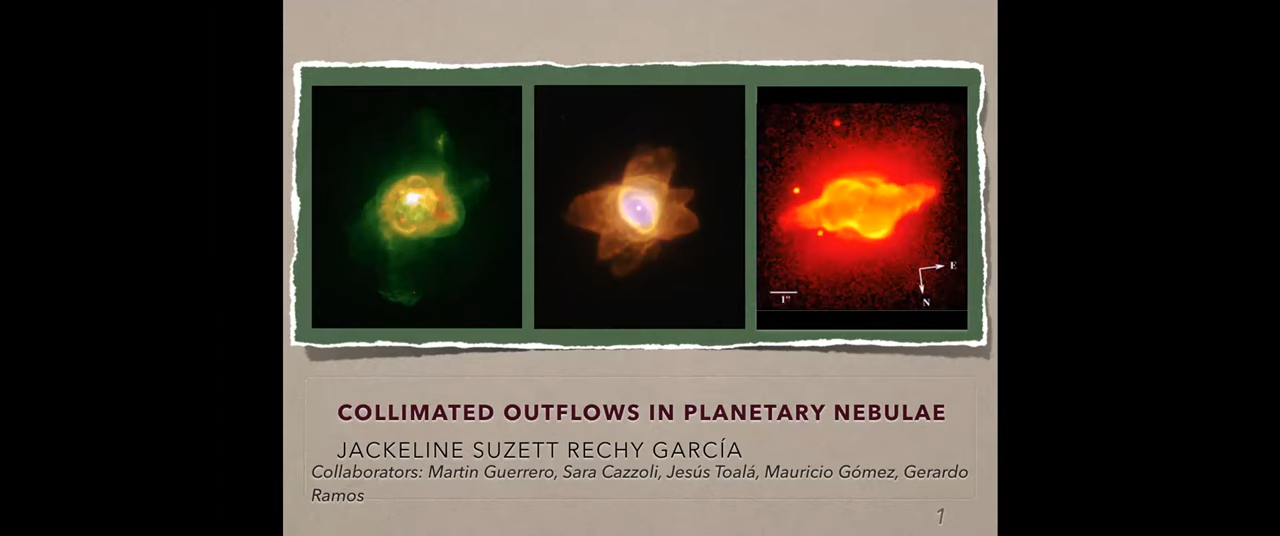 E
1"
N
COLLIMATED OUTFLOWS IN PLANETARY NEBULAE
JACKELINE SUZETT RECHY GARCÍA
Collaborators: Martin Guerrero, Sara Cazzoli, Jesús Toalá, Mauricio Gómez, Gerardo
Ramos
1